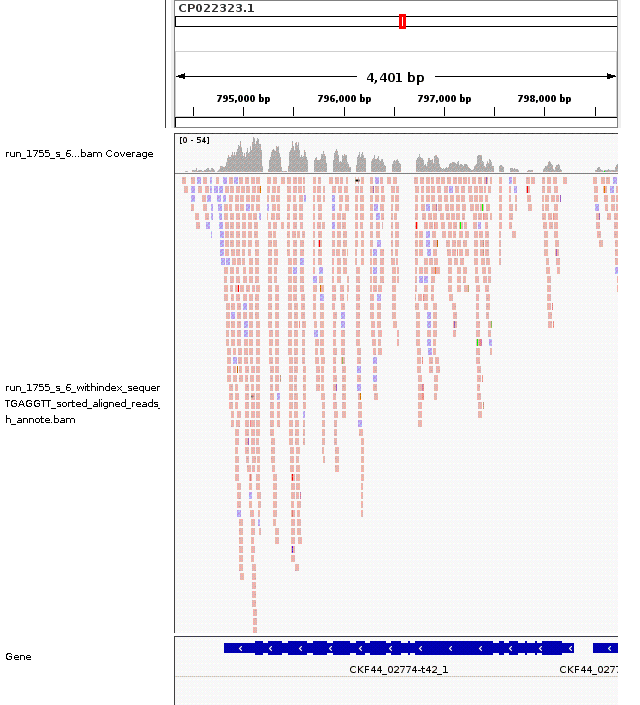 CP022323.1
4,401 bp
795,000 bp 796,000 bp 797,000 bp 798,000 bp
[0 - 54]
run_1755_s_6...bam Coverage
run_1755_s_6_withindex_sequer
TGAGGTT_sorted_aligned_reads_
h_annote.bam
Gene
CKF44_02774-t42_1 CKF44_027